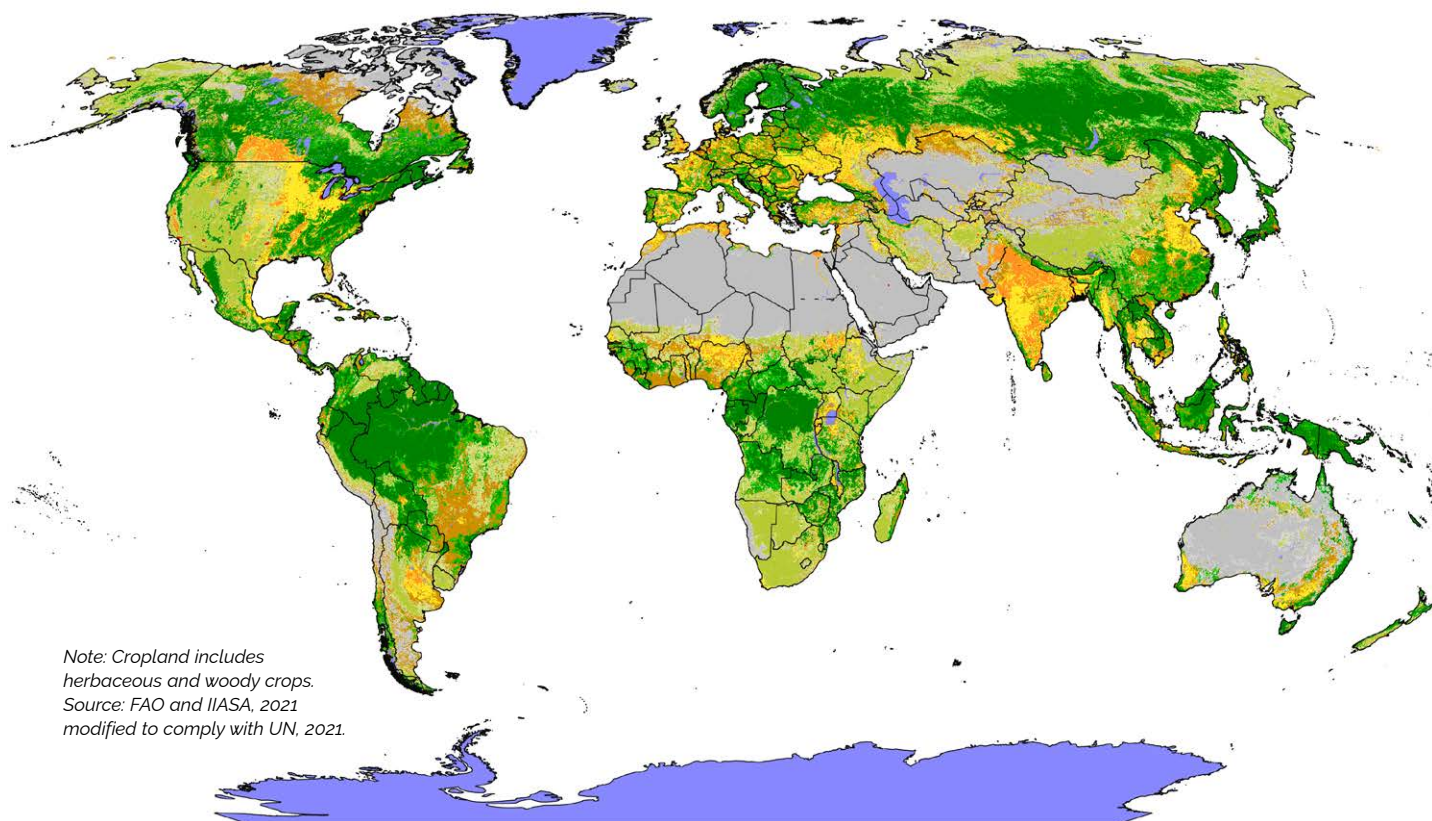 Note: Cropland includes
herbaceous and woody crops.
Source: FAO and IIASA, 2021
modified to comply with UN, 2021.